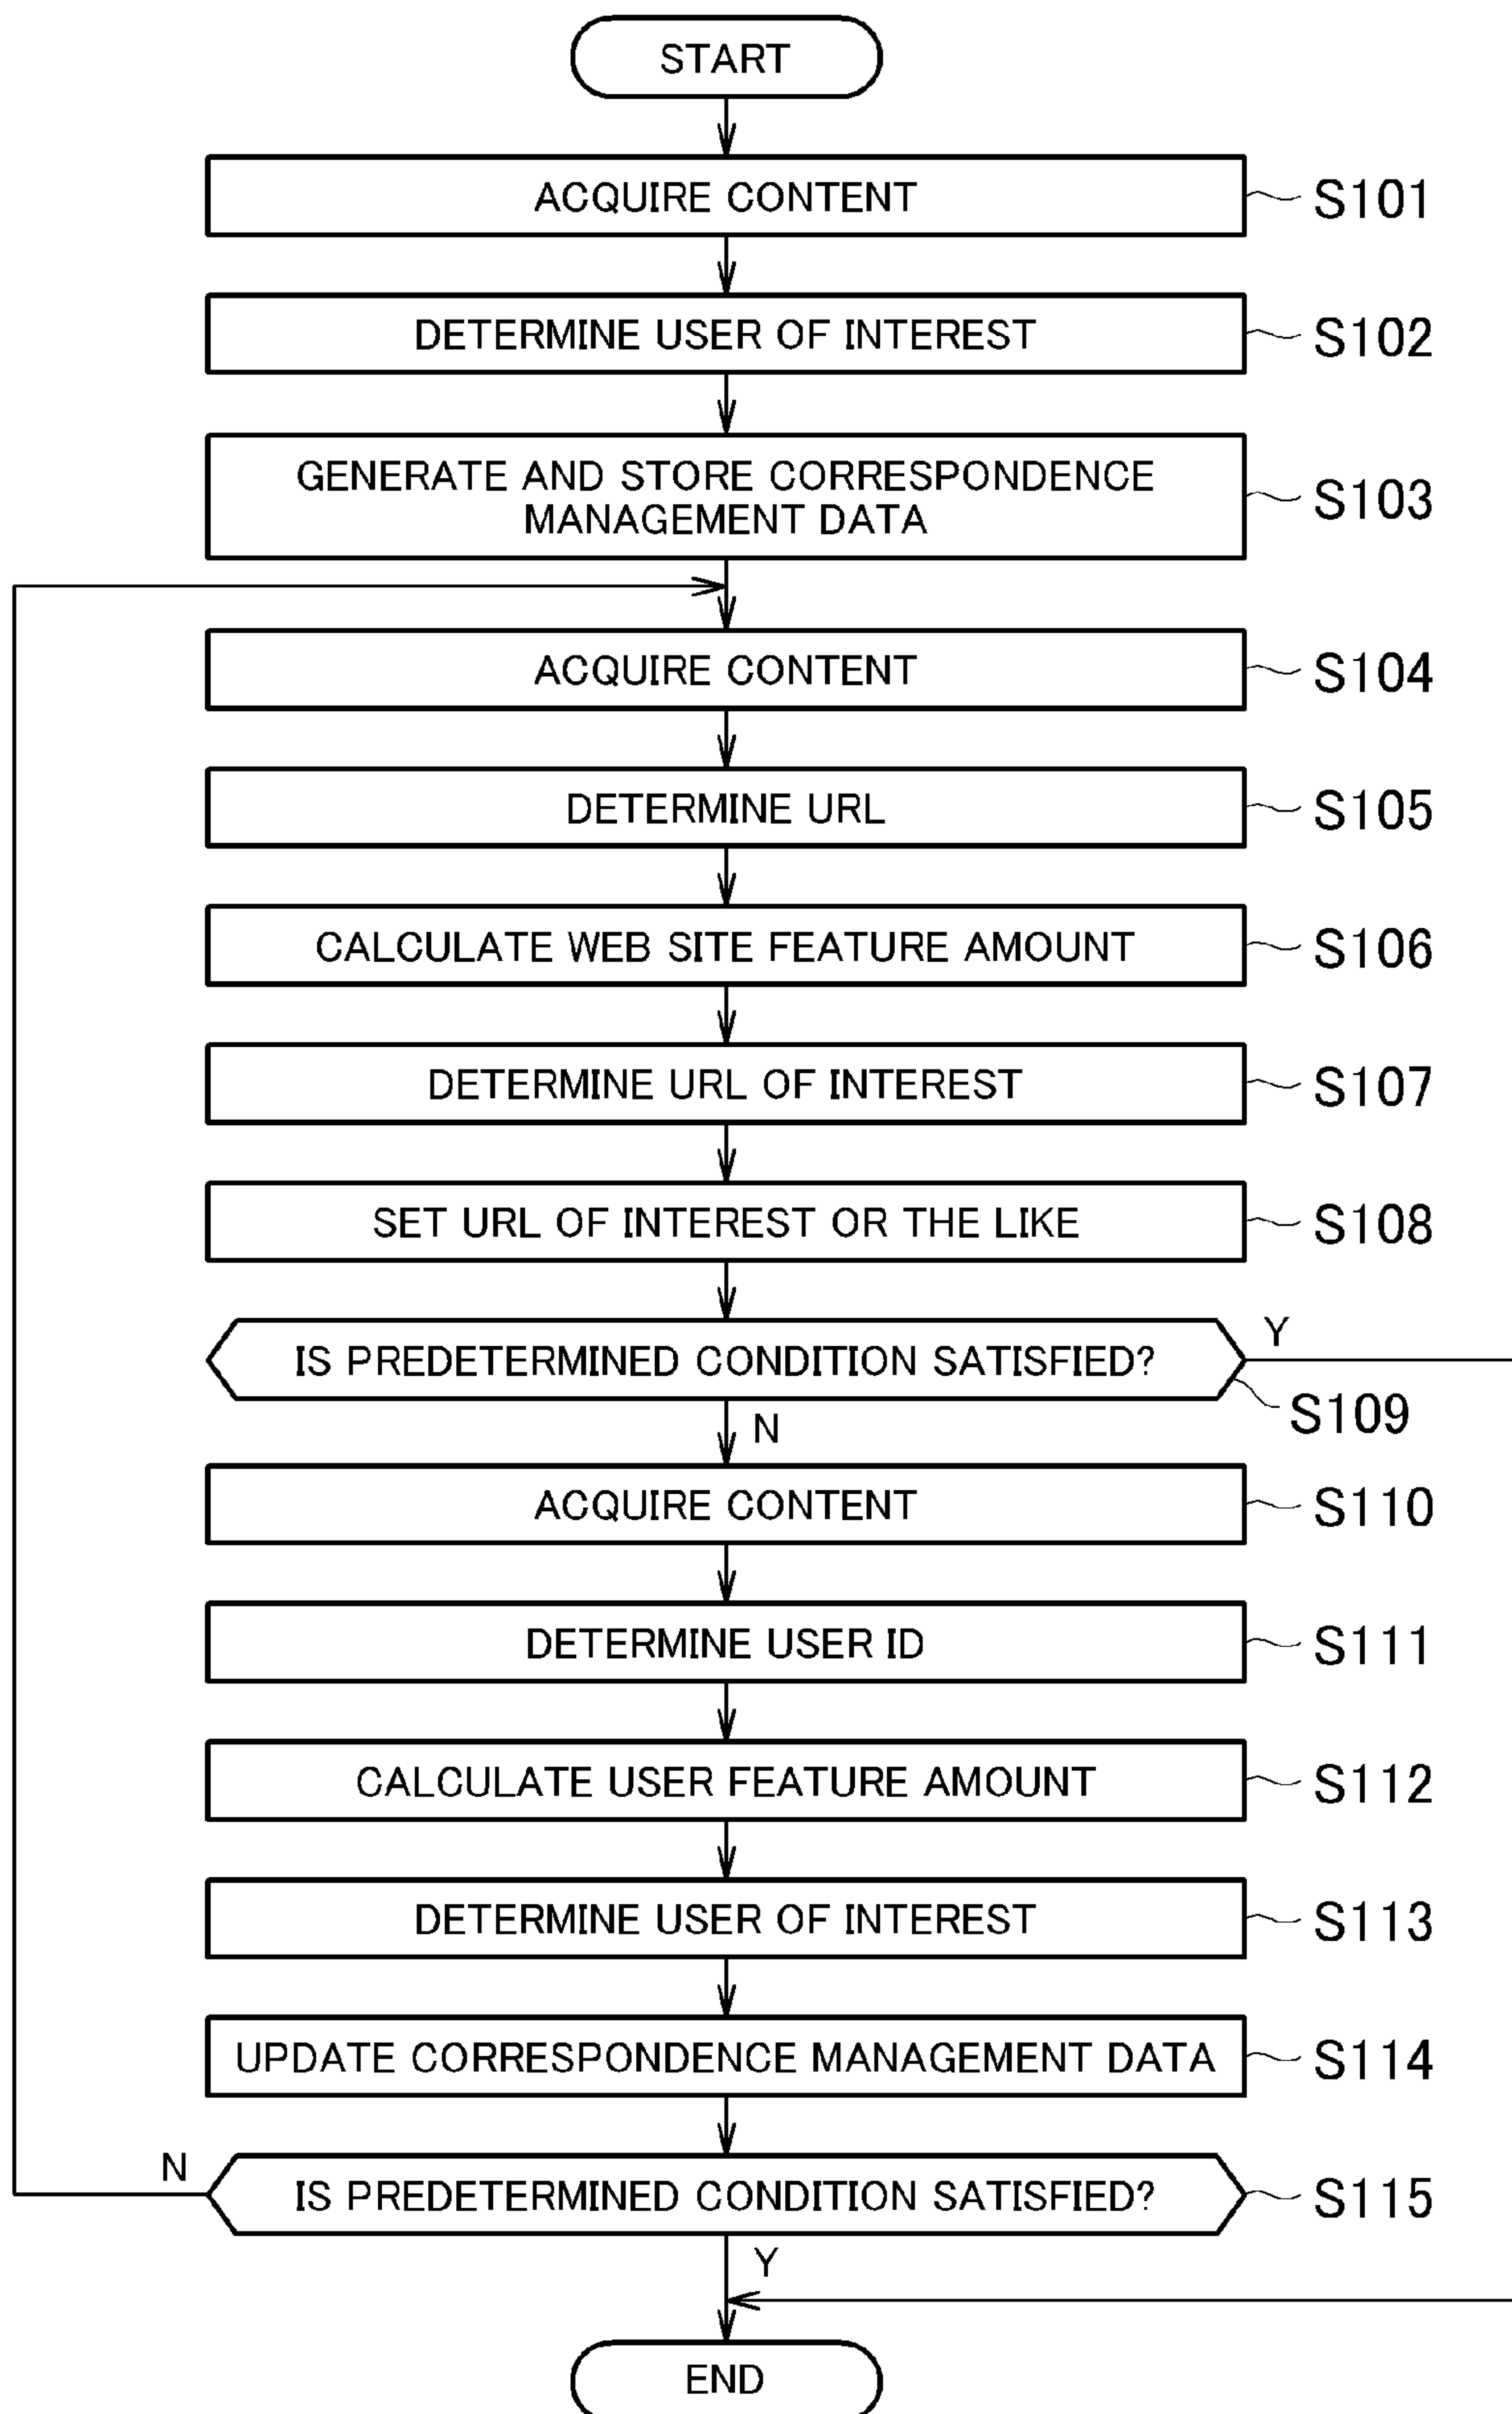 START
ACQUIRE CONTENT
S101
DETERMINE USER OF INTEREST
S102
GENERATE AND STORE CORRESPONDENCE
MANAGEMENT DATA
S103
ACQUIRE CONTENT
S104
DETERMINE URL
S105
CALCULATE WEB SITE FEATURE AMOUNT
S106
DETERMINE URL OF INTEREST
S107
SET URL OF INTEREST OR THE LIKE
S108
IS PREDETERMINED CONDITION SATISFIED?
Y
S109
N
ACQUIRE CONTENT
S110
DETERMINE USER ID
S111
CALCULATE USER FEATURE AMOUNT
S112
DETERMINE USER OF INTEREST
S113
UPDATE CORRESPONDENCE MANAGEMENT DATA
S114
N
IS PREDETERMINED CONDITION SATISFIED?
S115
Y
END